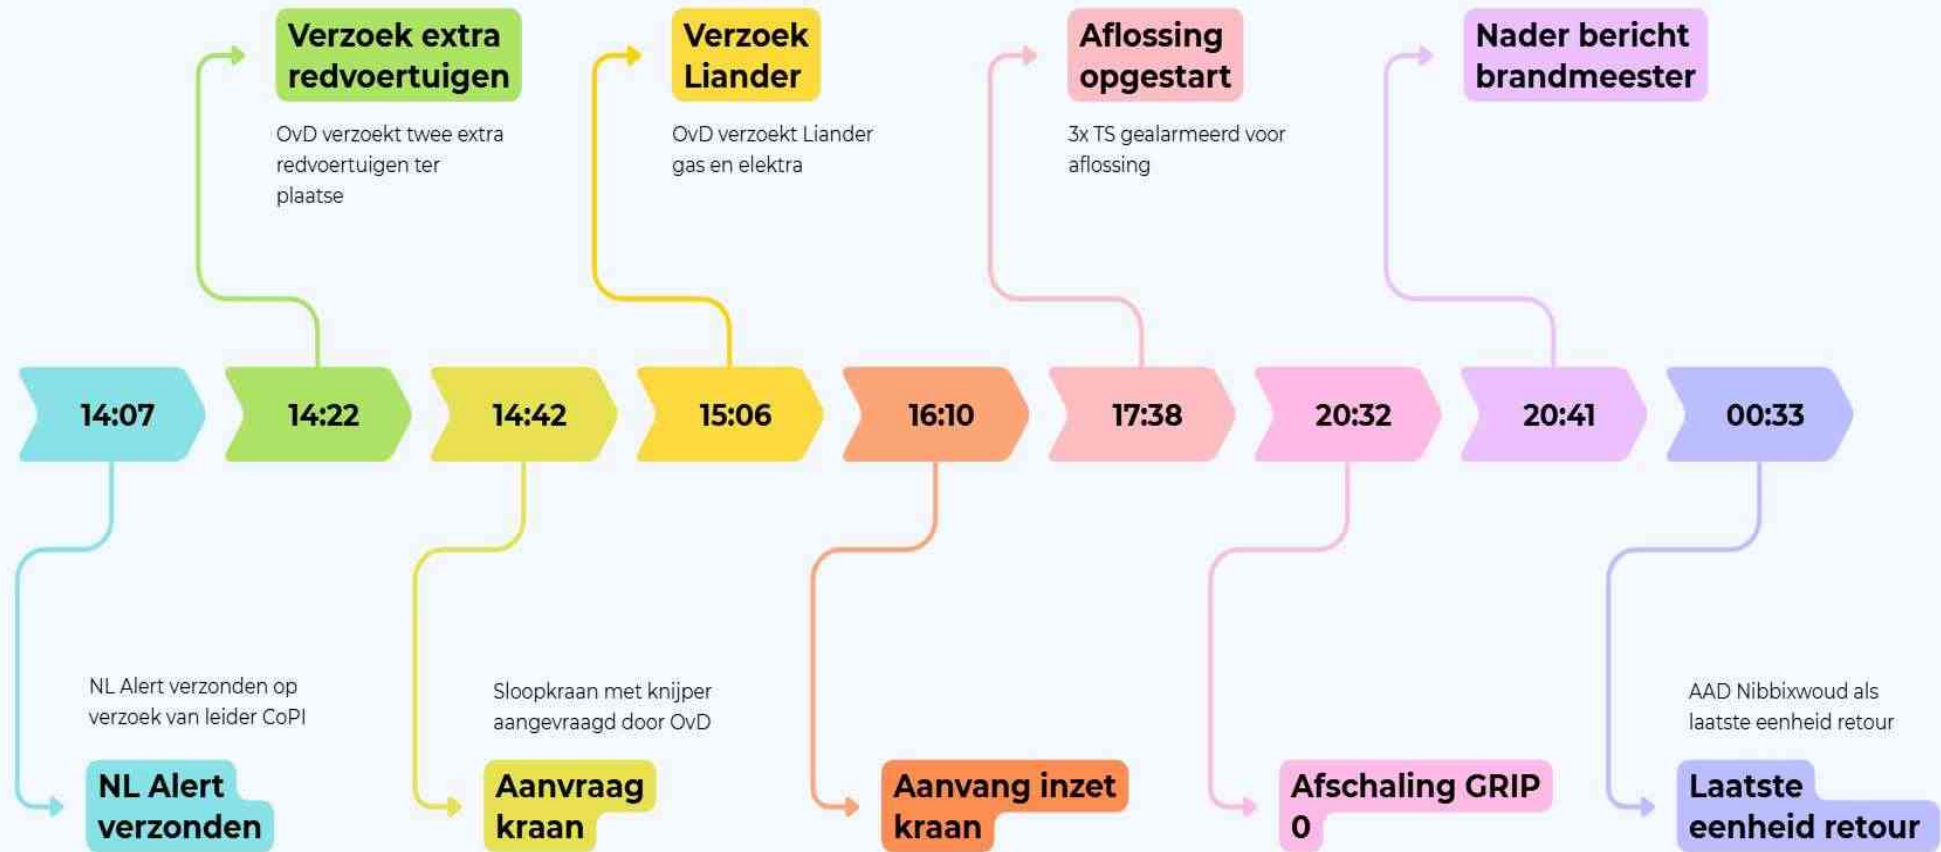 Verzoek extra
redvoertuigen
OvD verzoekt twee extra
redvoertuigen ter
plaatse
Verzoek
Liander
OvD verzoekt Liander
gas en elektra
Aflossing
opgestart
3x TS gealarmeerd voor
aflossing
Nader bericht
brandmeester
14:07
14:22
14:42
15:06
16:10
17:38
20:32
20:41
00:33
NL Alert verzonden op
verzoek van leider CoPI
NL Alert
verzonden
Sloopkraan met knijper
aangevraagd door OvD
Aanvraag
kraan
Aanvang inzet
kraan
Afschaling GRIP
0
AAD Nibbixwoud als
laatste eenheid retour
Laatste
eenheid retour